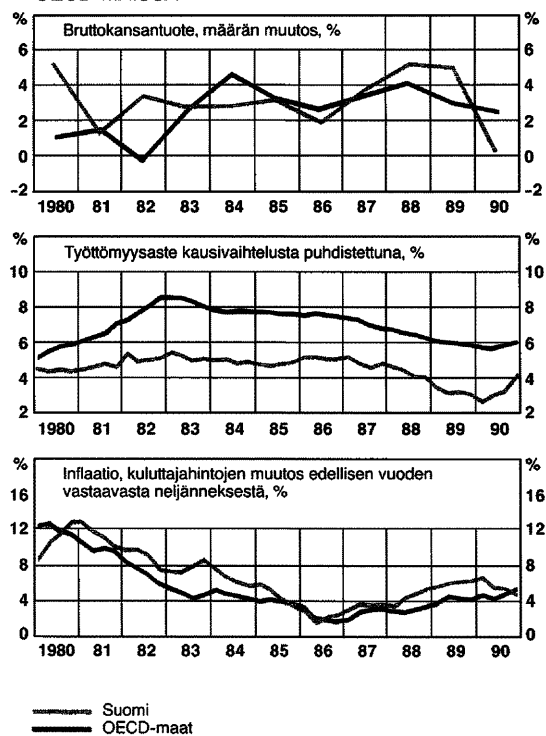 Bruttokansantuote, määrän muutos, %
% %
6 6
4 4
2 2
0 0
-2 -2
1980 81 82 83 84 85 86 87 88 89 90
Työttömyysaste kausivaihtelusta puhdistettuna, %
% %
10 10
8 8
6 6
4 4
2 2
1980 81 82 83 84 85 86 87 88 89 90
Inflaatio, kuluttajahintojen muutos edellisen vuoden
vastaavasta neljänneksestä, %
% %
16 16
12 12
8 8
4 4
0 0
1980 81 82 83 84 85 86 87 88 89 90
Suomi
OECD-maat